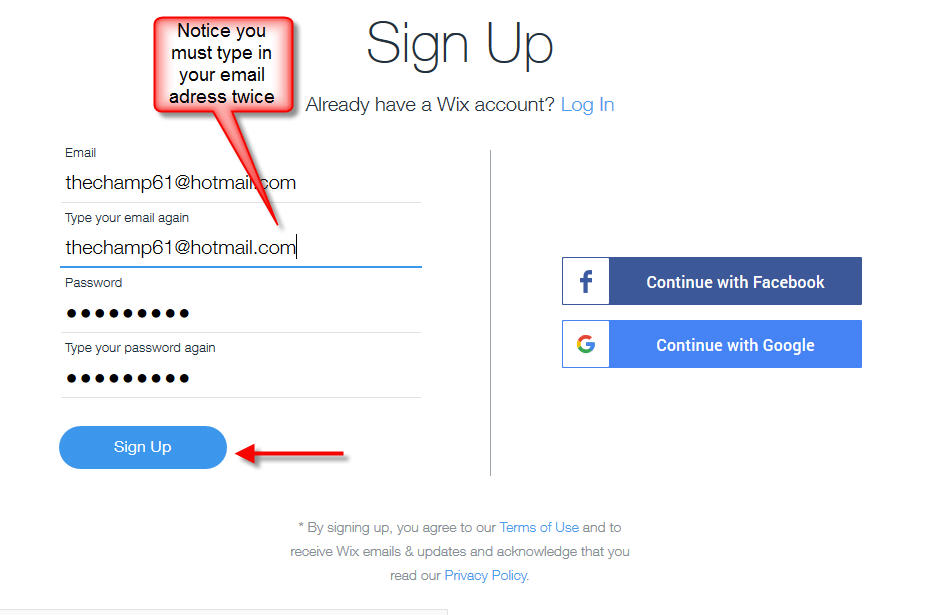 Notice you
must type in
your email
adress twice
Sign Up
Already have a Wix account? Log In
Email
thechamp61@hotmail.com
Type your email again
thechamp61@hotmail.com
Password
●●●●●●●●●
Type your password again
●●●●●●●●●
Sign Up
f Continue with Facebook
G Continue with Google
* By signing up, you agree to our Terms of Use and to
receive Wix emails & updates and acknowledge that you
read our Privacy Policy.